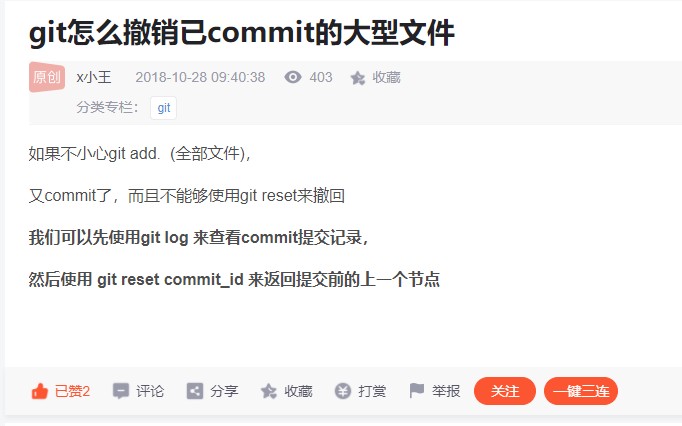 git怎么撤销已commit的大型文件
原创 x小王 2018-10-28 09:40:38 403 收藏
分类专栏： git
如果不小心git add.  (全部文件)，
又commit了，而且不能够使用git reset来撤回
我们可以先使用git log 来查看commit提交记录，
然后使用 git reset commit_id 来返回提交前的上一个节点
已赞2 评论 分享 收藏 打赏 举报 关注 一键三连